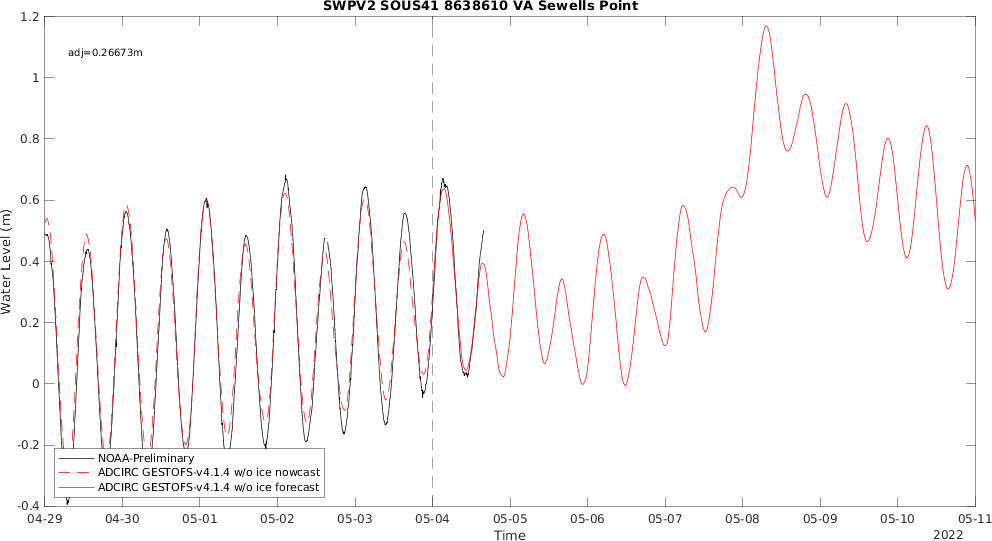 SWPV2 SOUS41 8638610 VA Sewells Point
adj=0.26673m
1.2
1
0.8
0.6
0.4
0.2
0
-0.2
-0.4
Water Level (m)
NOAA-Preliminary
ADCIRC GESTOFS-v4.1.4 w/o ice nowcast
ADCIRC GESTOFS-v4.1.4 w/o ice forecast
04-29 04-30 05-01 05-02 05-03 05-04 05-05 05-06 05-07 05-08 05-09 05-10 05-11
Time
2022